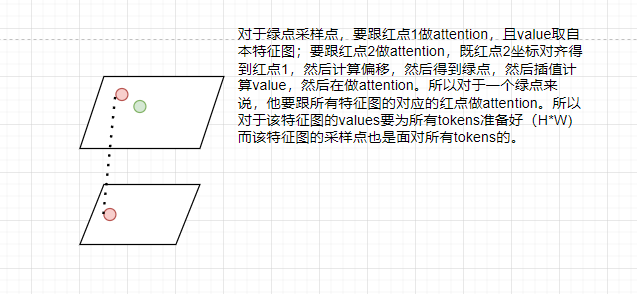 对于绿点采样点，要跟红点1做attention，且value取自
本特征图；要跟红点2做attention，既红点2坐标对齐得
到红点1，然后计算偏移，然后得到绿点，然后插值计
算value，然后在做attention。所以对于一个绿点来
说，他要跟所有特征图的对应的红点做attention。所以
对于该特征图的values要为所有tokens准备好（H*W)
而该特征图的采样点也是面对所有tokens的。